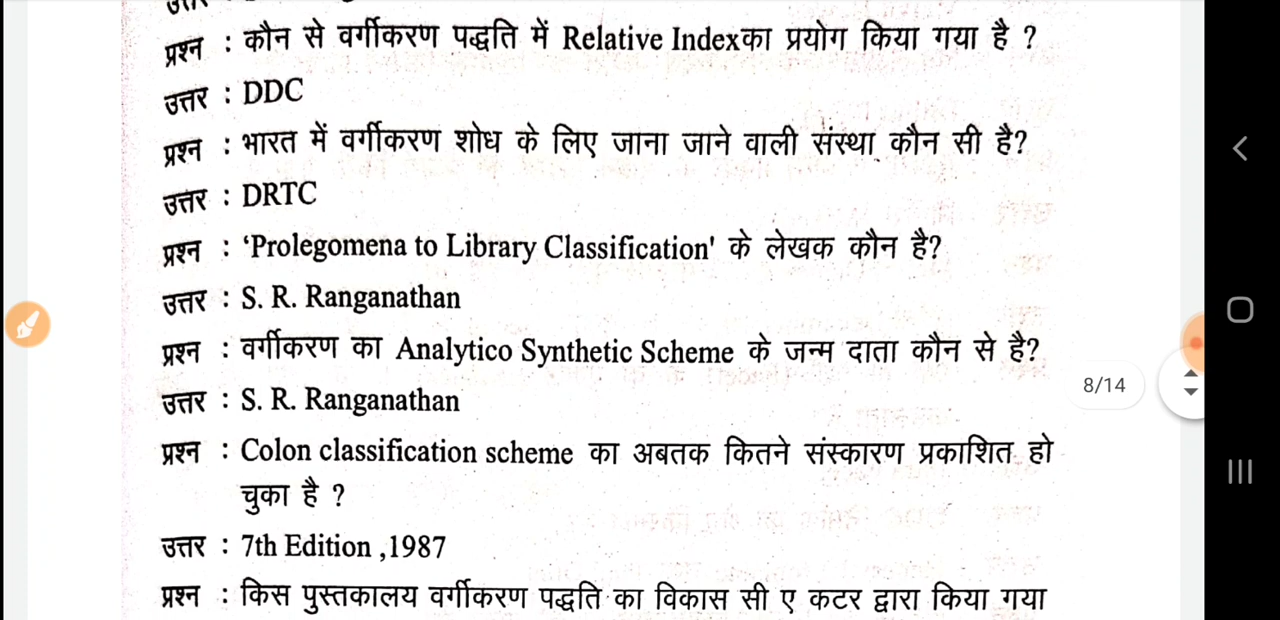 प्रश्न : कौन से वर्गीकरण पद्धति में Relative Indexका प्रयोग किया गया है ?
उत्तर : DDC
प्रश्न : भारत में वर्गीकरण शोध के लिए जाना जाने वाली संस्था कौन सी है?
उत्तर : DRTC
प्रश्न : ‘Prolegomena to Library Classification' के लेखक कौन है?
उत्तर : S. R. Ranganathan
प्रश्न : वर्गीकरण का Analytico Synthetic Scheme के जन्म दाता कौन से है?
उत्तर : S. R. Ranganathan
8/14
प्रश्न : Colon classification scheme का अबतक कितने संस्कारण प्रकाशित हो
चुका है ?
उत्तर : 7th Edition ,1987
प्रश्न : किस पुस्तकालय वर्गीकरण पद्धति का विकास सी ए कटर द्वारा किया गया